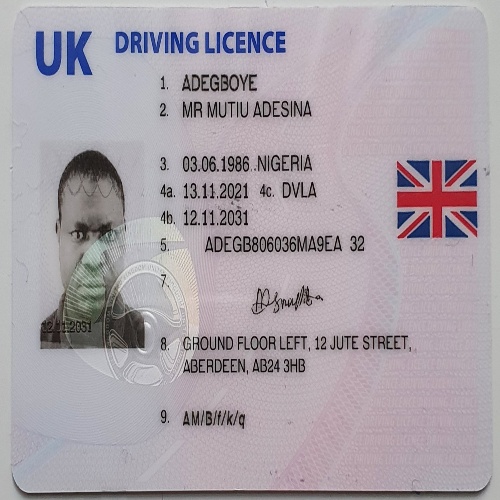 UK DRIVING LICENCE
1. ADEGBOYE
2. MR MUTIU ADESINA
3. 03.06.1986 NIGERIA
4a. 13.11.2021 4c. DVLA
4b. 12.11.2031
5. ADEGB806036MA9EA 32
7.
12.11.2031
8. GROUND FLOOR LEFT, 12 JUTE STREET,
ABERDEEN, AB24 3HB
9. AM/B/f/k/q